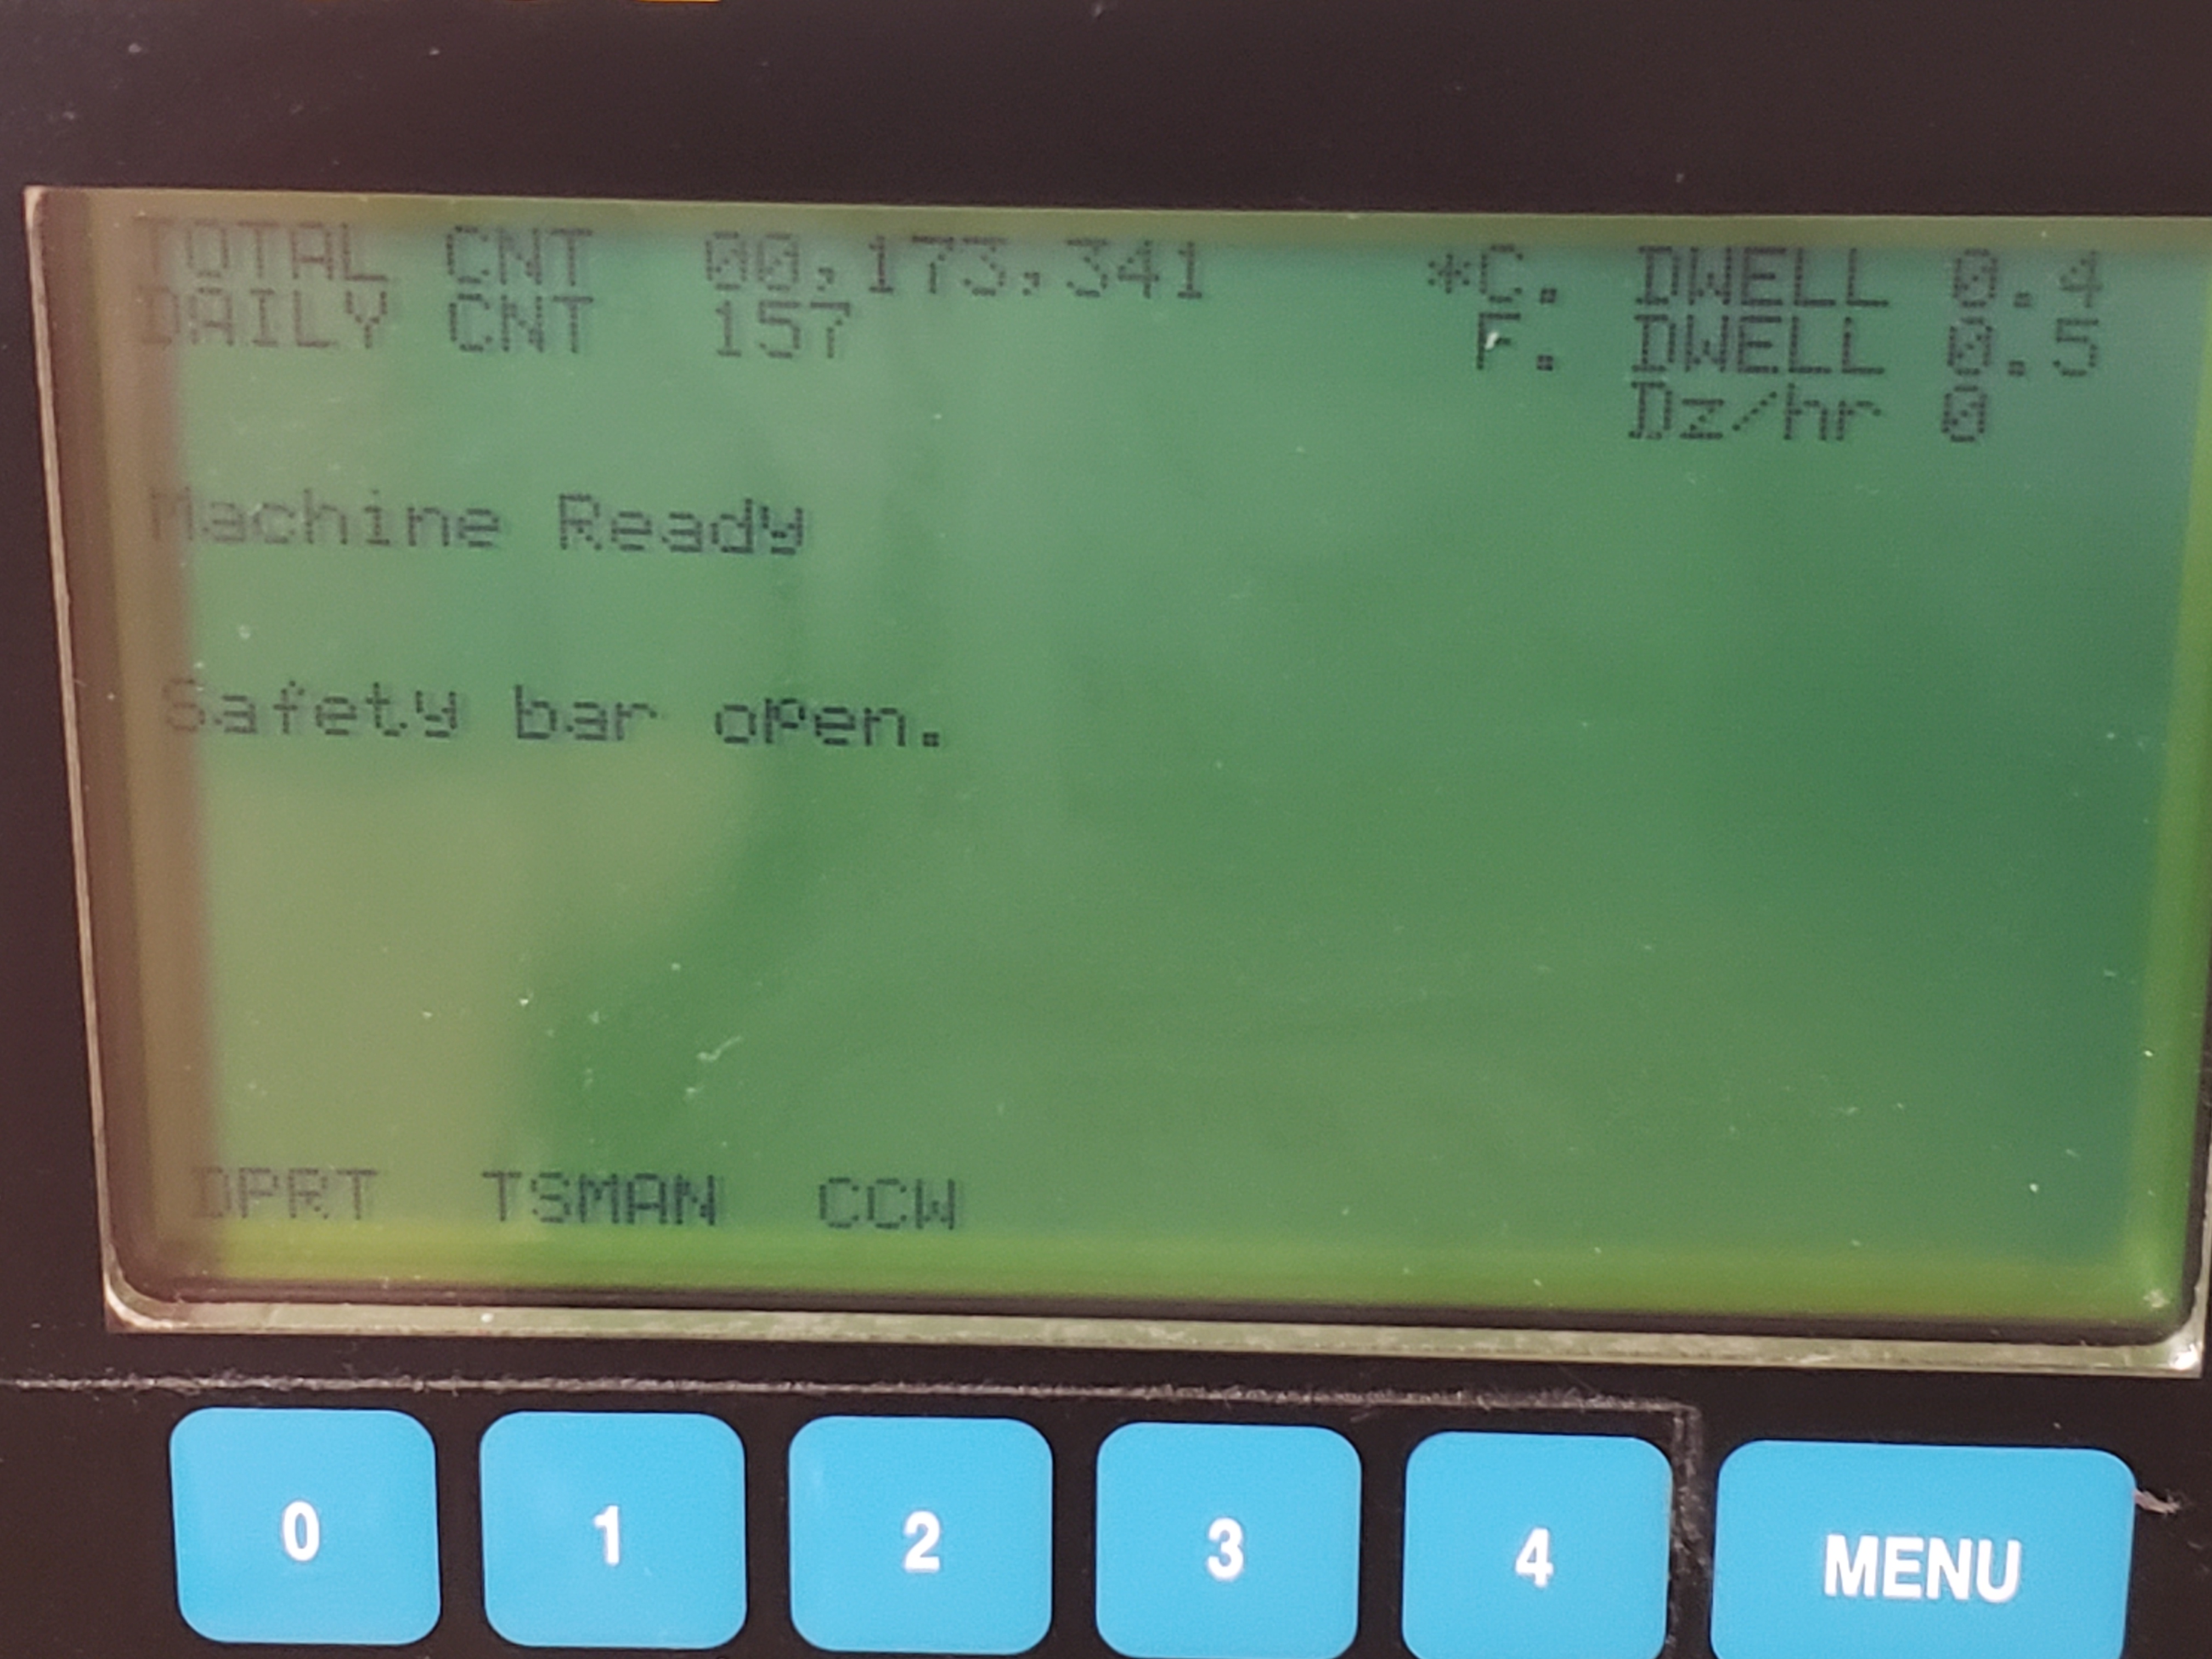 TOTAL CNT 00,173,341 *C. DWELL 0.4
DAILY CNT 157 F. DWELL 0.5
Dz/hr 0
Machine Ready
Safety bar open.
DPRT TSMAN CCW
0 1 2 3 4 MENU